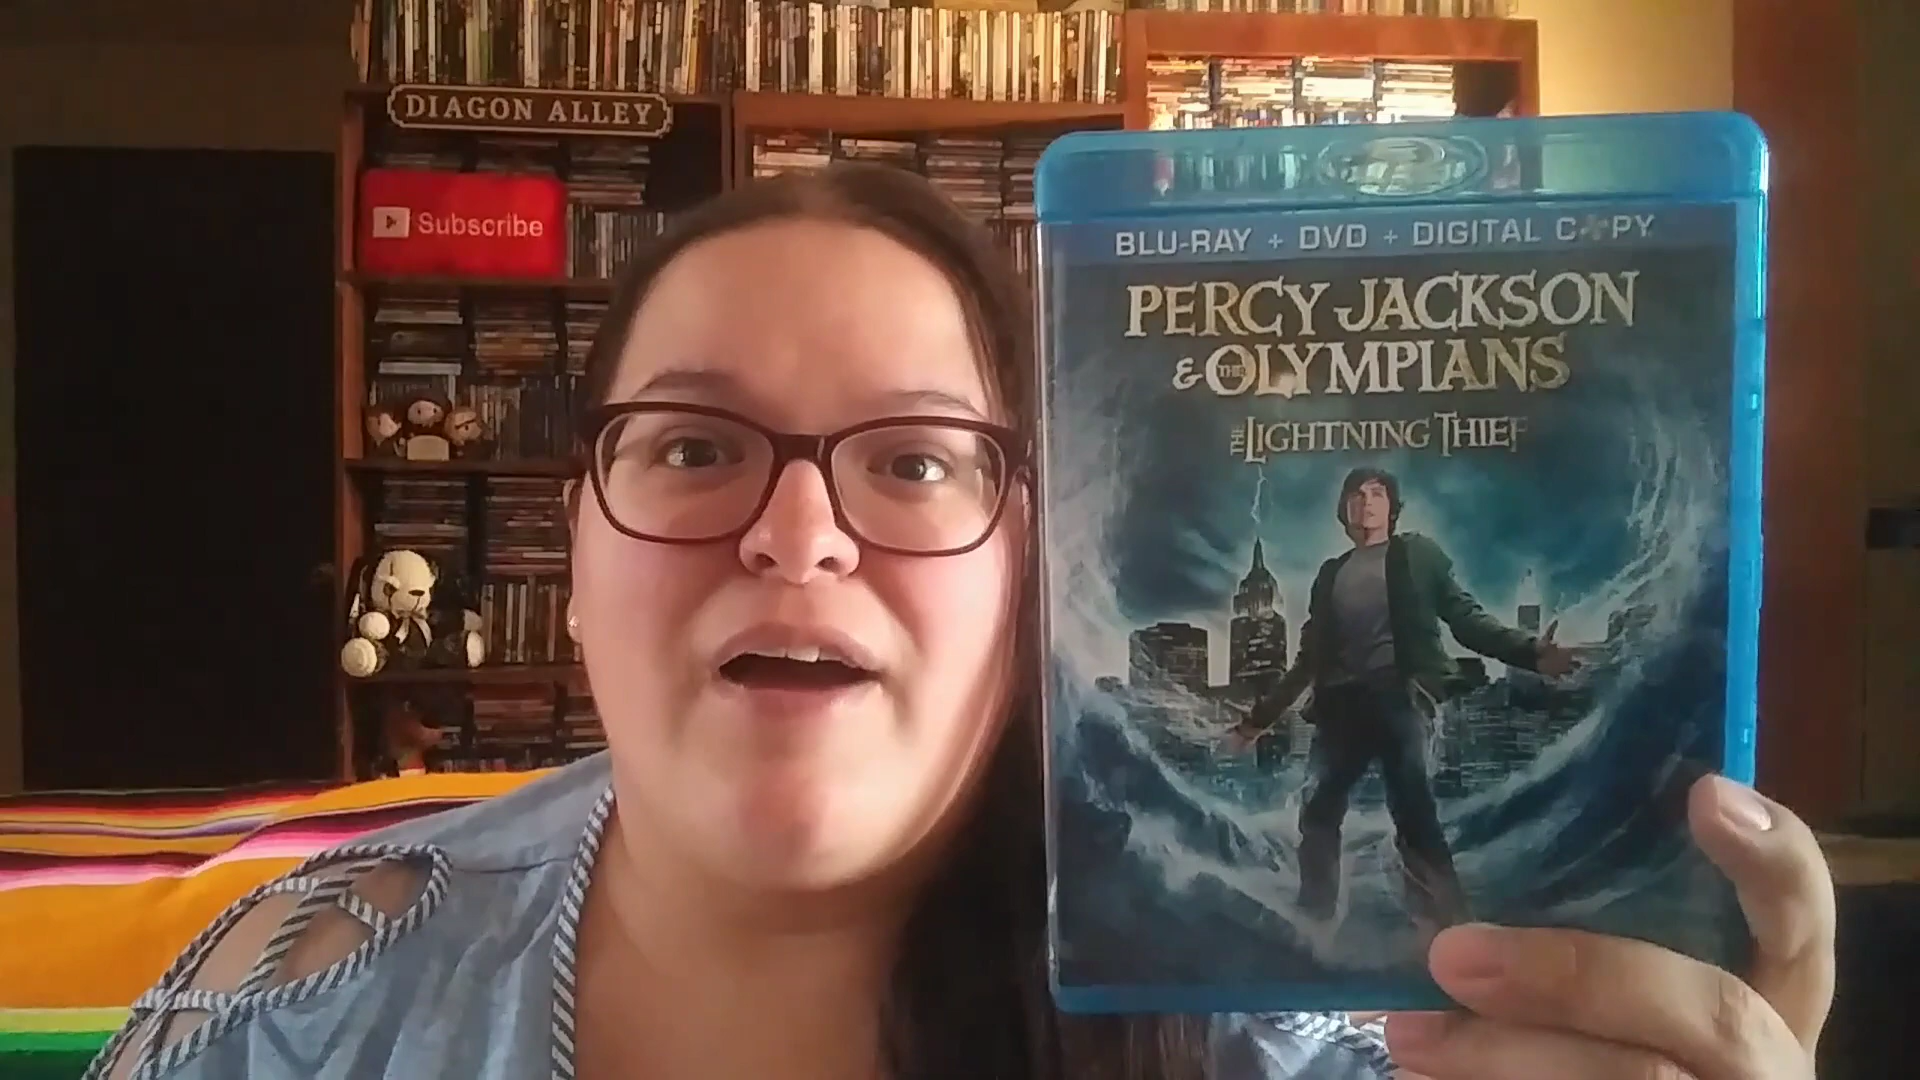 DIAGON ALLEY
Subscribe
BLU-RAY + DVD + DIGITAL COPY
PERCY JACKSON
& THE OLYMPIANS
THE LIGHTNING THIEF